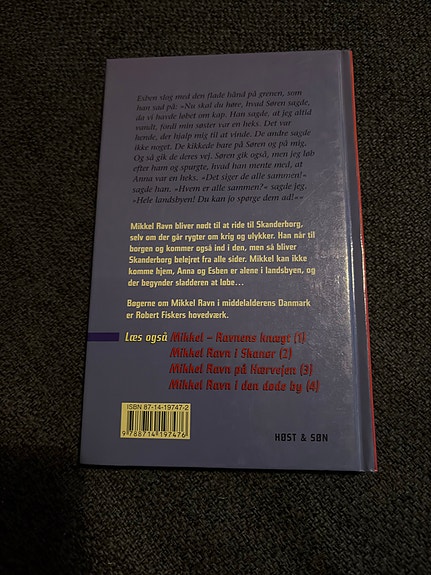 Esben slog med den flade hånd på grenen, som
han sad på: »Nu skal du høre, hvad Søren sagde,
da vi havde løbet om kap. Han sagde, at jeg altid
vandt, fordi min søster var en heks. Det var
hende, der hjalp mig til at vinde. De andre sagde
ikke noget. De kikkede bare på Søren og på mig.
Og så gik de deres vej. Søren gik også, men jeg løb
efter ham og spurgte, hvad han mente med, at
Anna var en heks. »Det siger de alle sammen!«
sagde han. »Hvem er alle sammen?« sagde jeg.
»Hele landsbyen! Du kan jo spørge dem ad!««
Mikkel Ravn bliver nødt til at ride til Skanderborg,
selv om der går rygter om krig og ulykker. Han når til
borgen og kommer også ind i den, men så bliver
Skanderborg belejret fra alle sider. Mikkel kan ikke
komme hjem, Anna og Esben er alene i landsbyen, og
der begynder sladderen at løbe...
Bøgerne om Mikkel Ravn i middelalderens Danmark
er Robert Fiskers hovedværk.
Læs også Mikkel - Ravnens knægt (1)
Mikkel Ravn i Skanør (2)
Mikkel Ravn på Hærvejen (3)
Mikkel Ravn i den døde by (4)
ISBN 87-14-19747-2
9 788714 197476
HØST & SØN